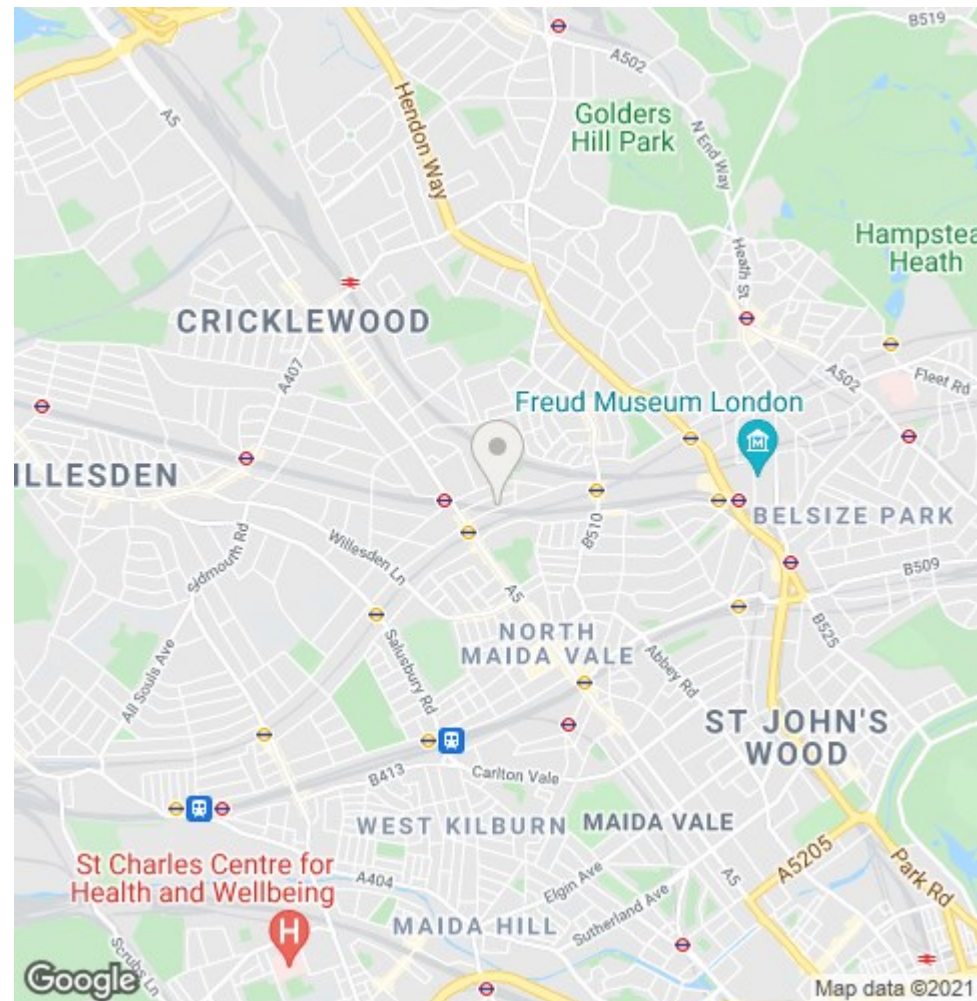 B519
A502
A5
Golders
Hill Park
Hendon Way
N End Way
Hampstea
Heath
Heath St
CRICKLEWOOD
A407
A502
Fleet Rd
Freud Museum London
M
ILLESDEN
BELSIZE PARK
B510
Sidmouth Rd
Willesden Ln
A5
B509
NORTH
MAIDA VALE
B525
Salusbury Rd
Abbey Rd
All Souls Ave
ST JOHN'S
WOOD
B413
Carlton Vale
WEST KILBURN
MAIDA VALE
A5205
St Charles Centre for
Health and Wellbeing
A404
Elgin Ave
A5
Park Rd
H
MAIDA HILL
Sutherland Ave
Scrubs Ln
Google
Map data ©2021